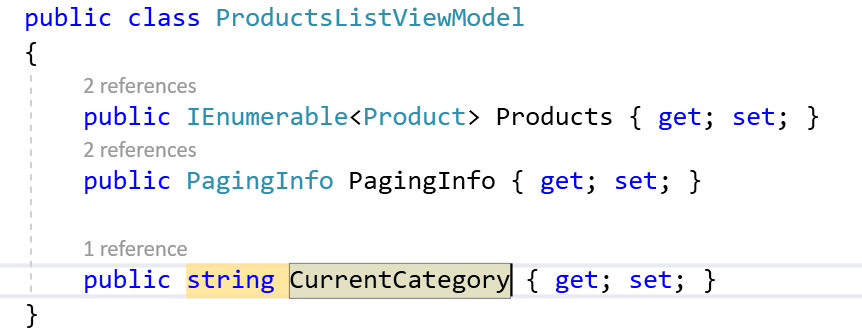 public class ProductsListViewModel
{
2 references
public IEnumerable<Product> Products { get; set; }
2 references
public PagingInfo PagingInfo { get; set; }
1 reference
public string CurrentCategory { get; set; }
}